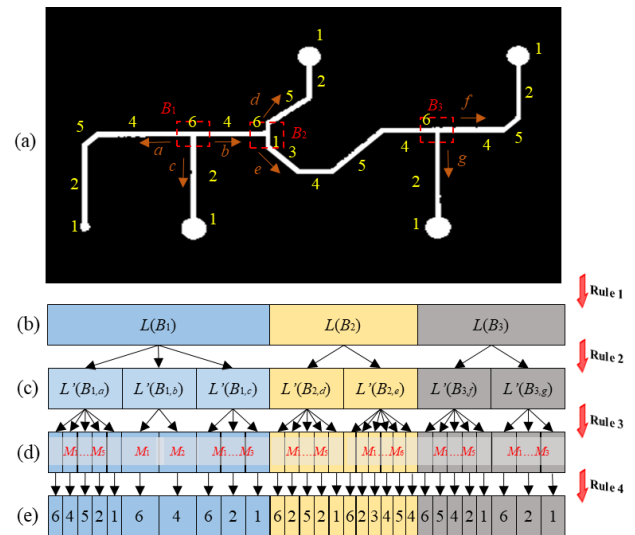 (a)
1
1
5
4
B₁
6
4
d
5
6
B₂
2
B₃
f
6
2
a
c
b
1
e
3
4
4
5
5
g
2
2
4
2
1
1
1
Rule 1
(b)
L(B₁)
L(B₂)
L(B₃)
Rule 2
(c)
L'(B₁,a)
L'(B₁,b)
L'(B₁,c)
L'(B₂,d)
L'(B₂,e)
L'(B₃,f)
L'(B₃,g)
Rule 3
(d)
M₁....M₅
M₁
M₂
M₁....M₃
M₁....M₅
M₁....M₆
M₁....M₅
M₁....M₃
Rule 4
(e)
6 4 5 2 1 6 4 6 2 1 6 2 5 2 1 6 2 3 4 5 4 6 5 4 2 1 6 2 1